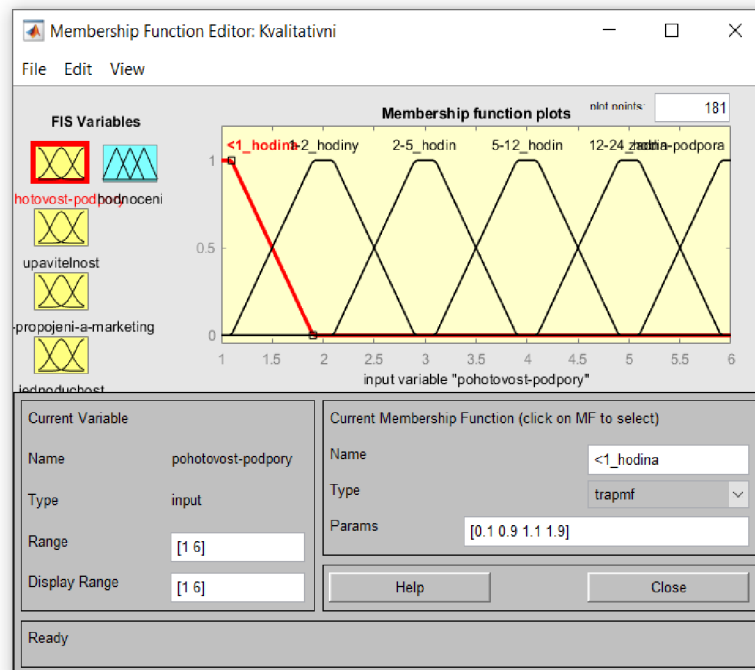 Membership Function Editor: Kvalitativni
File Edit View
FIS Variables
Membership function plots
plot points:
181
<1_hodina
1-2_hodiny
2-5_hodin
5-12_hodin
12-24_hodin
-podpora
hotovost-podpory
hodnoceni
upavitelnost
-propojeni-a-marketing
jednoduchost
1
0.5
0
1 1.5 2 2.5 3 3.5 4 4.5 5 5.5 6
input variable "pohotovost-podpory"
Current Variable
Name pohotovost-podpory
Type input
Range [1 6]
Display Range [1 6]
Current Membership Function (click on MF to select)
Name <1_hodina
Type trapmf
Params [0.1 0.9 1.1 1.9]
Help Close
Ready